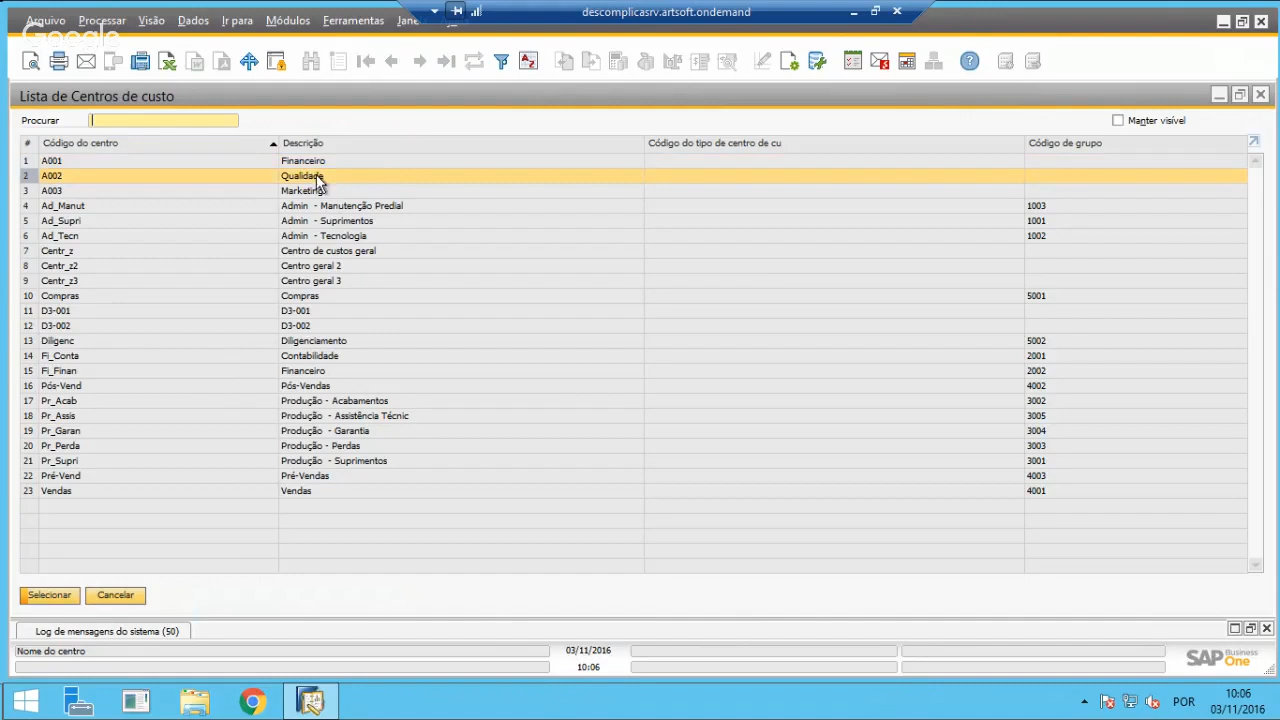 descomplicasrv.artsoft.ondemand
Arquivo Processar Visão Dados Ir para Módulos Ferramentas
Google
Lista de Centros de custo
Procurar
Manter visível
# Código do centro Descrição Código do tipo de centro de cu Código de grupo
1 A001 Financeiro
2 A002 Qualidade
3 A003 Marketing
4 Ad_Manut Admin - Manutenção Predial 1003
5 Ad_Supri Admin - Suprimentos 1001
6 Ad_Tecn Admin - Tecnologia 1002
7 Centr_z Centro de custos geral
8 Centr_z2 Centro geral 2
9 Centr_z3 Centro geral 3
10 Compras Compras 5001
11 D3-001 D3-001
12 D3-002 D3-002
13 Diligenc Diligenciamento 5002
14 Fi_Conta Contabilidade 2001
15 Fi_Finan Financeiro 2002
16 Pós-Vend Pós-Vendas 4002
17 Pr_Acab Produção - Acabamentos 3002
18 Pr_Assis Produção - Assistência Técnic 3005
19 Pr_Garan Produção - Garantia 3004
20 Pr_Perda Produção - Perdas 3003
21 Pr_Supri Produção - Suprimentos 3001
22 Pré-Vend Pré-Vendas 4003
23 Vendas Vendas 4001
Selecionar Cancelar
Log de mensagens do sistema (50)
Nome do centro 03/11/2016
10:06
SAP Business One
POR 10:06
03/11/2016